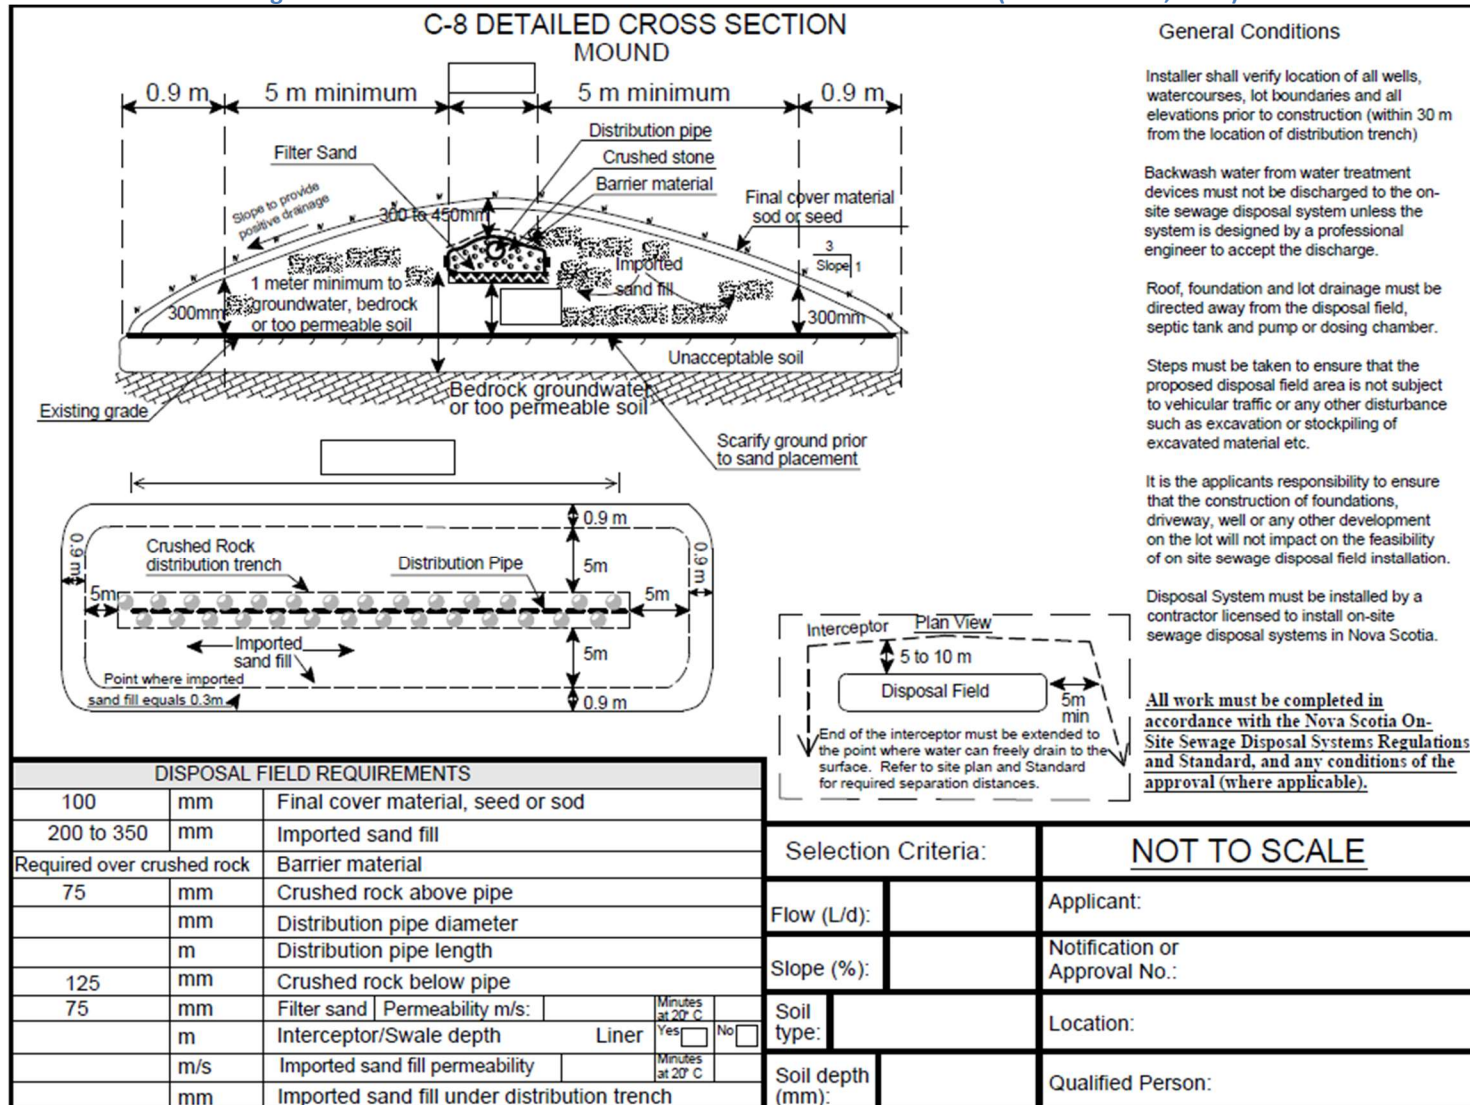 C-8 DETAILED CROSS SECTION
MOUND
0.9 m
5 m minimum
5 m minimum
0.9 m
Distribution pipe
Filter Sand
Crushed stone
Barrier material
Slope to provide
positive drainage
300 to 450mm
Final cover material
sod or seed
3
Slope 1
Imported
sand fill
1 meter minimum to
groundwater, bedrock
or too permeable soil
300mm
300mm
Unacceptable soil
Bedrock groundwater
or too permeable soil
Existing grade
Scarify ground prior
to sand placement
0.9 m
0.9 m
Crushed Rock
distribution trench
Distribution Pipe
5m
0.9 m
5m
5m
Imported
sand fill
5m
Point where imported
sand fill equals 0.3m
0.9 m
Interceptor
Plan View
5 to 10 m
Disposal Field
5m
min
End of the interceptor must be extended to
the point where water can freely drain to the
surface. Refer to site plan and Standard
for required separation distances.
General Conditions
Installer shall verify location of all wells,
watercourses, lot boundaries and all
elevations prior to construction (within 30 m
from the location of distribution trench)
Backwash water from water treatment
devices must not be discharged to the on-
site sewage disposal system unless the
system is designed by a professional
engineer to accept the discharge.
Roof, foundation and lot drainage must be
directed away from the disposal field,
septic tank and pump or dosing chamber.
Steps must be taken to ensure that the
proposed disposal field area is not subject
to vehicular traffic or any other disturbance
such as excavation or stockpiling of
excavated material etc.
It is the applicants responsibility to ensure
that the construction of foundations,
driveway, well or any other development
on the lot will not impact on the feasibility
of on site sewage disposal field installation.
Disposal System must be installed by a
contractor licensed to install on-site
sewage disposal systems in Nova Scotia.
All work must be completed in
accordance with the Nova Scotia On-
Site Sewage Disposal Systems Regulations
and Standard, and any conditions of the
approval (where applicable).
DISPOSAL FIELD REQUIREMENTS
100 mm Final cover material, seed or sod
200 to 350 mm Imported sand fill
Required over crushed rock Barrier material
75 mm Crushed rock above pipe
mm Distribution pipe diameter
m Distribution pipe length
125 mm Crushed rock below pipe
75 mm Filter sand Permeability m/s: Minutes at 20° C
m Interceptor/Swale depth Liner Yes No
m/s Imported sand fill permeability Minutes at 20° C
mm Imported sand fill under distribution trench
Selection Criteria:
NOT TO SCALE
Flow (L/d):
Applicant:
Slope (%):
Notification or
Approval No.:
Soil
type:
Location:
Soil depth
(mm):
Qualified Person: